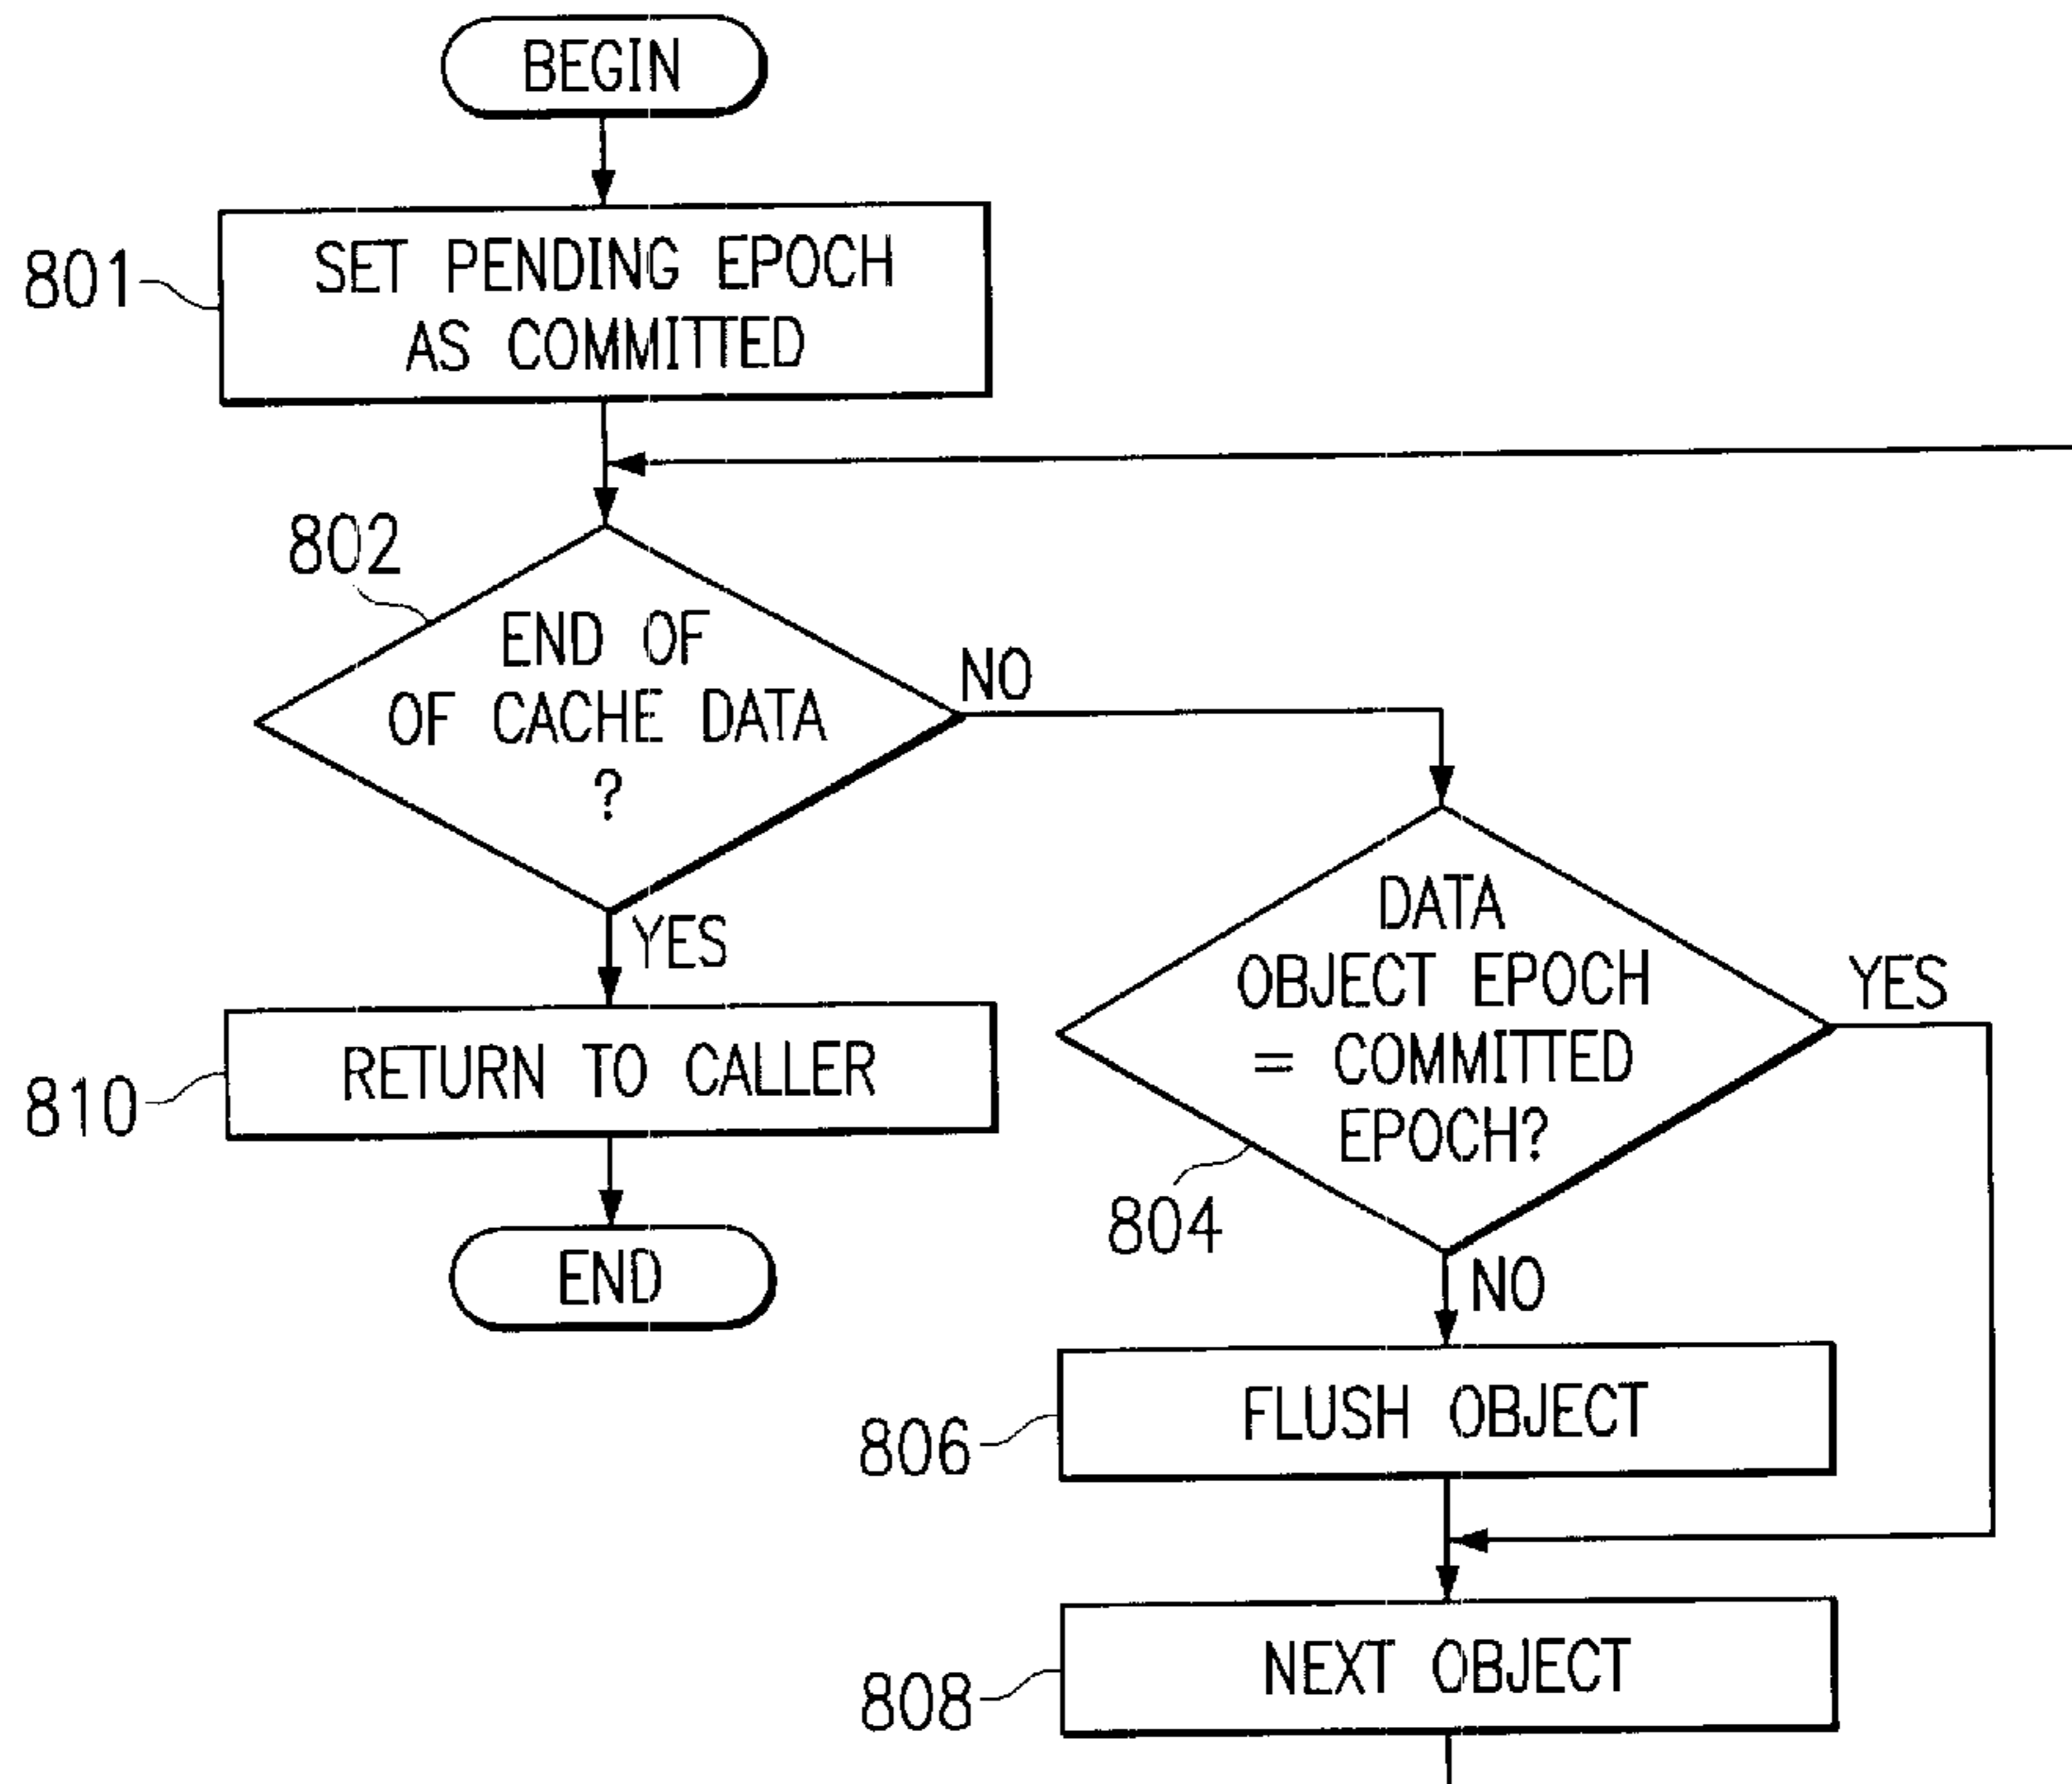 BEGIN
801
SET PENDING EPOCH
AS COMMITTED
802
END OF
OF CACHE DATA
?
NO
YES
810
RETURN TO CALLER
END
DATA
OBJECT EPOCH
= COMMITTED
EPOCH?
YES
804
NO
806
FLUSH OBJECT
808
NEXT OBJECT